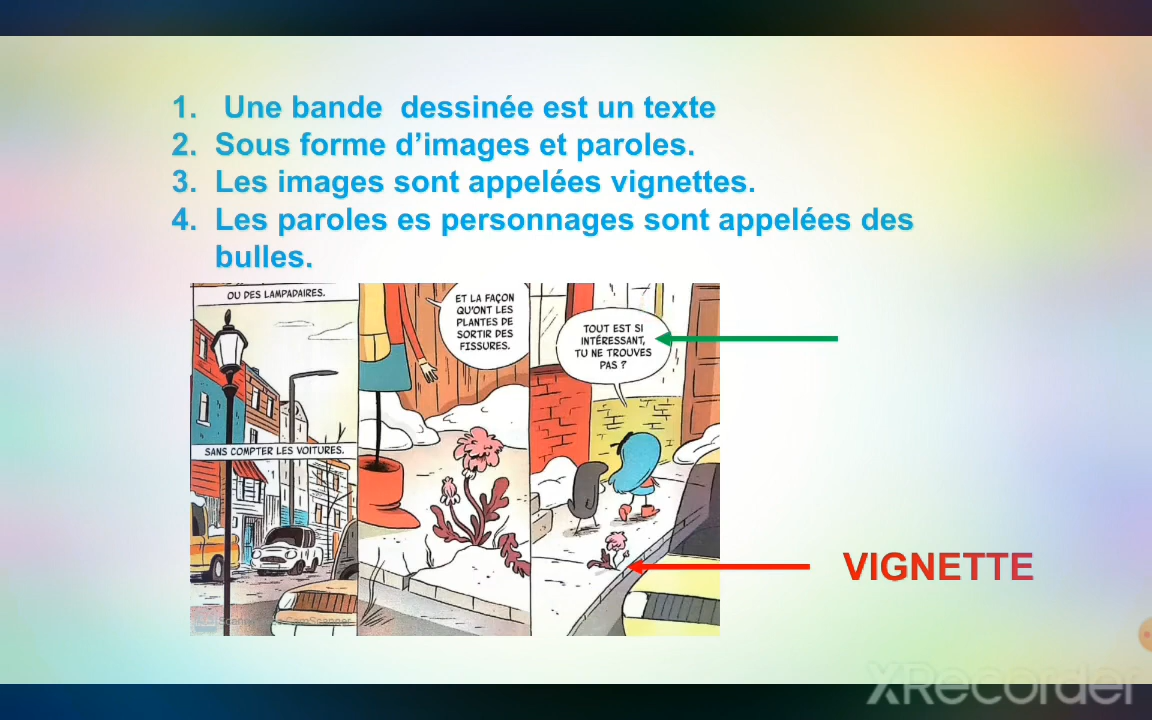 1. Une bande dessinée est un texte
2. Sous forme d'images et paroles.
3. Les images sont appelées vignettes.
4. Les paroles es personnages sont appelées des
bulles.
OU DES LAMPADAIRES.
SANS COMPTER LES VOITURES.
ET LA FAÇON
QU'ONT LES
PLANTES DE
SORTIR DES
FISSURES.
TOUT EST SI
INTÉRESSANT,
TU NE TROUVES
PAS ?
VIGNETTE
CamScanner
XRecorder